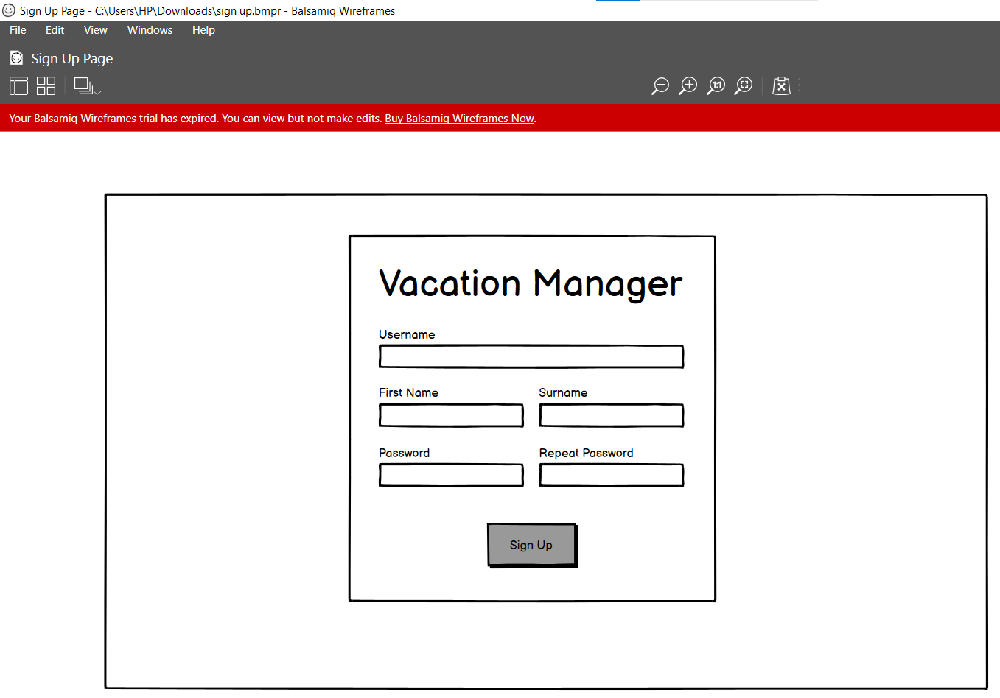 Sign Up Page - C:\Users\HP\Downloads\sign up.bmpr - Balsamiq Wireframes
File Edit View Windows Help
Sign Up Page
1:1
Your Balsamiq Wireframes trial has expired. You can view but not make edits. Buy Balsamiq Wireframes Now.
Vacation Manager
Username
First Name Surname
Password Repeat Password
Sign Up